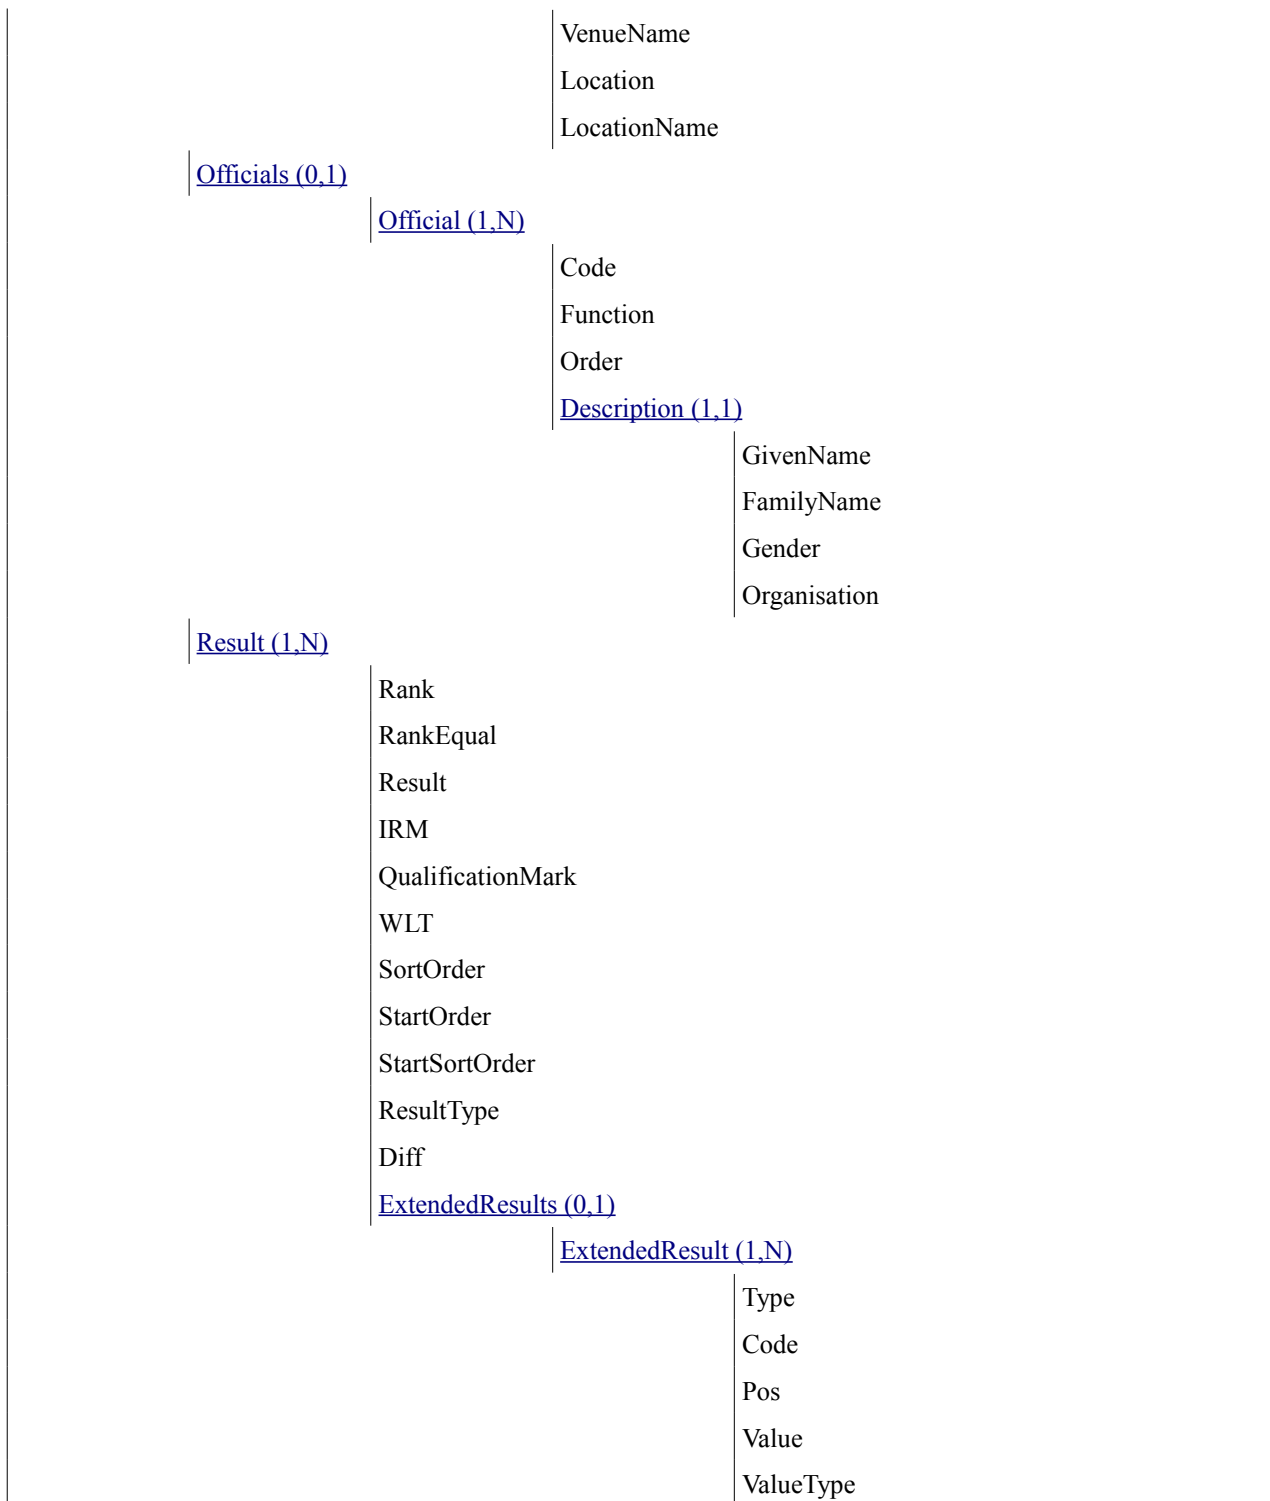 VenueName
Location
LocationName
Officials (0,1)
Official (1,N)
Code
Function
Order
Description (1,1)
GivenName
FamilyName
Gender
Organisation
Result (1,N)
Rank
RankEqual
Result
IRM
QualificationMark
WLT
SortOrder
StartOrder
StartSortOrder
ResultType
Diff
ExtendedResults (0,1)
ExtendedResult (1,N)
Type
Code
Pos
Value
ValueType